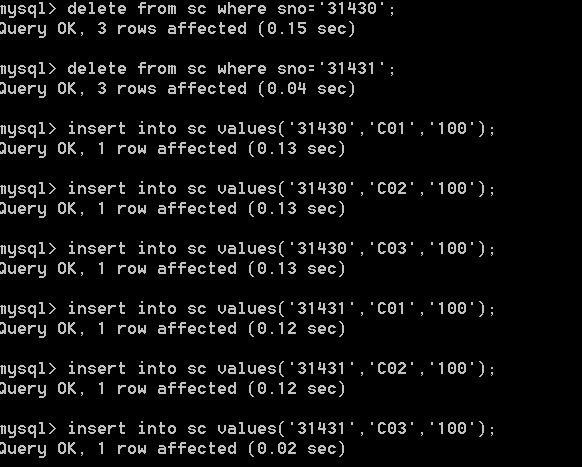 mysql> delete from sc where sno='31430';
Query OK, 3 rows affected (0.15 sec)
mysql> delete from sc where sno='31431';
Query OK, 3 rows affected (0.04 sec)
mysql> insert into sc values('31430','C01','100');
Query OK, 1 row affected (0.13 sec)
mysql> insert into sc values('31430','C02','100');
Query OK, 1 row affected (0.13 sec)
mysql> insert into sc values('31430','C03','100');
Query OK, 1 row affected (0.13 sec)
mysql> insert into sc values('31431','C01','100');
Query OK, 1 row affected (0.12 sec)
mysql> insert into sc values('31431','C02','100');
Query OK, 1 row affected (0.12 sec)
mysql> insert into sc values('31431','C03','100');
Query OK, 1 row affected (0.02 sec)